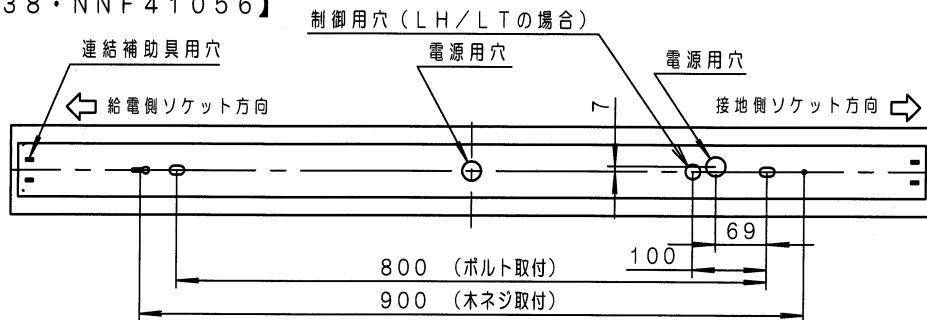 38・NNF41056】
制御用穴(LH/LTの場合)
連結補助具用穴
電源用穴
電源用穴
給電側ソケット方向
7
接地側ソケット方向
69
100
800 (ボルト取付)
900 (木ネジ取付)